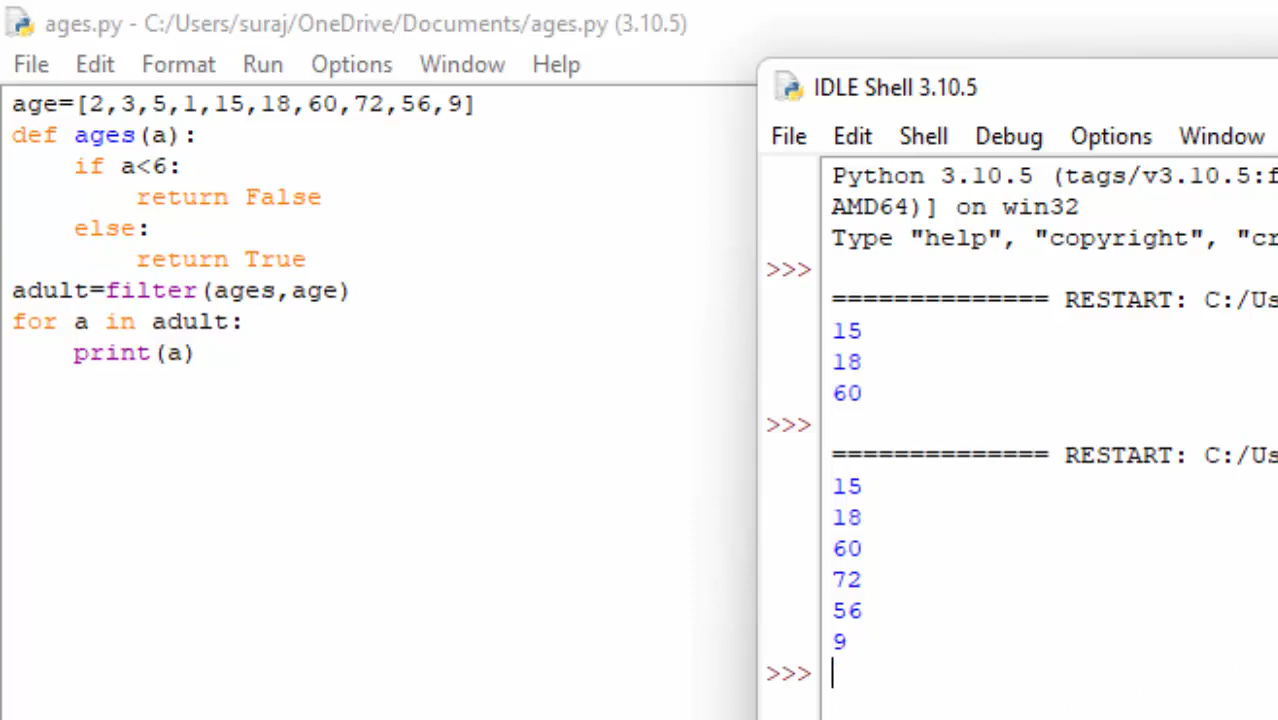 ages.py - C:/Users/suraj/OneDrive/Documents/ages.py (3.10.5)
File Edit Format Run Options Window Help
age=[2,3,5,1,15,18,60,72,56,9]
def ages(a):
    if a<6:
        return False
    else:
        return True
adult=filter(ages,age)
for a in adult:
    print(a)
IDLE Shell 3.10.5
File Edit Shell Debug Options Window
Python 3.10.5 (tags/v3.10.5:f
AMD64)] on win32
Type "help", "copyright", "cr
>>>
============== RESTART: C:/Us
15
18
60
>>>
============== RESTART: C:/Us
15
18
60
72
56
9
>>>